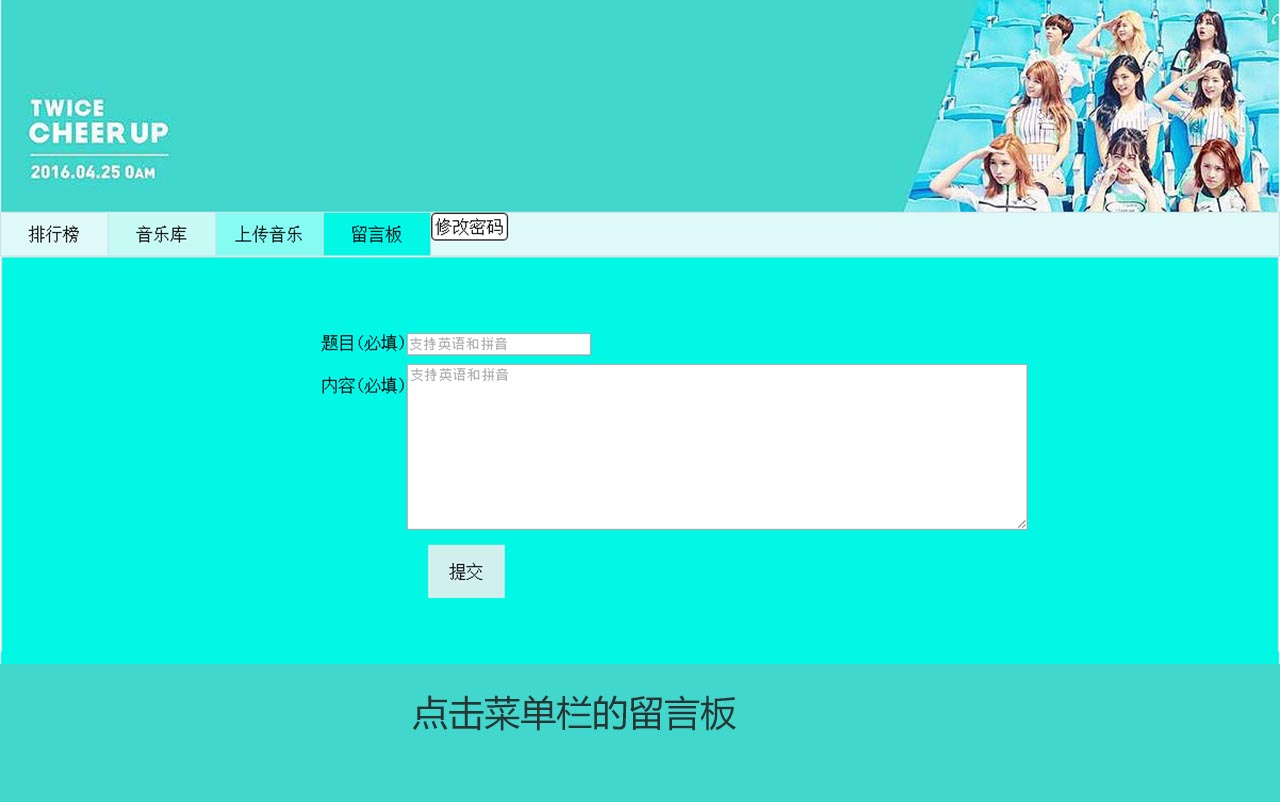 TWICE
CHEER UP
2016.04.25 0AM
排行榜 音乐库 上传音乐 留言板 修改密码
题目(必填) 支持英语和拼音
内容(必填) 支持英语和拼音
提交
点击菜单栏的留言板